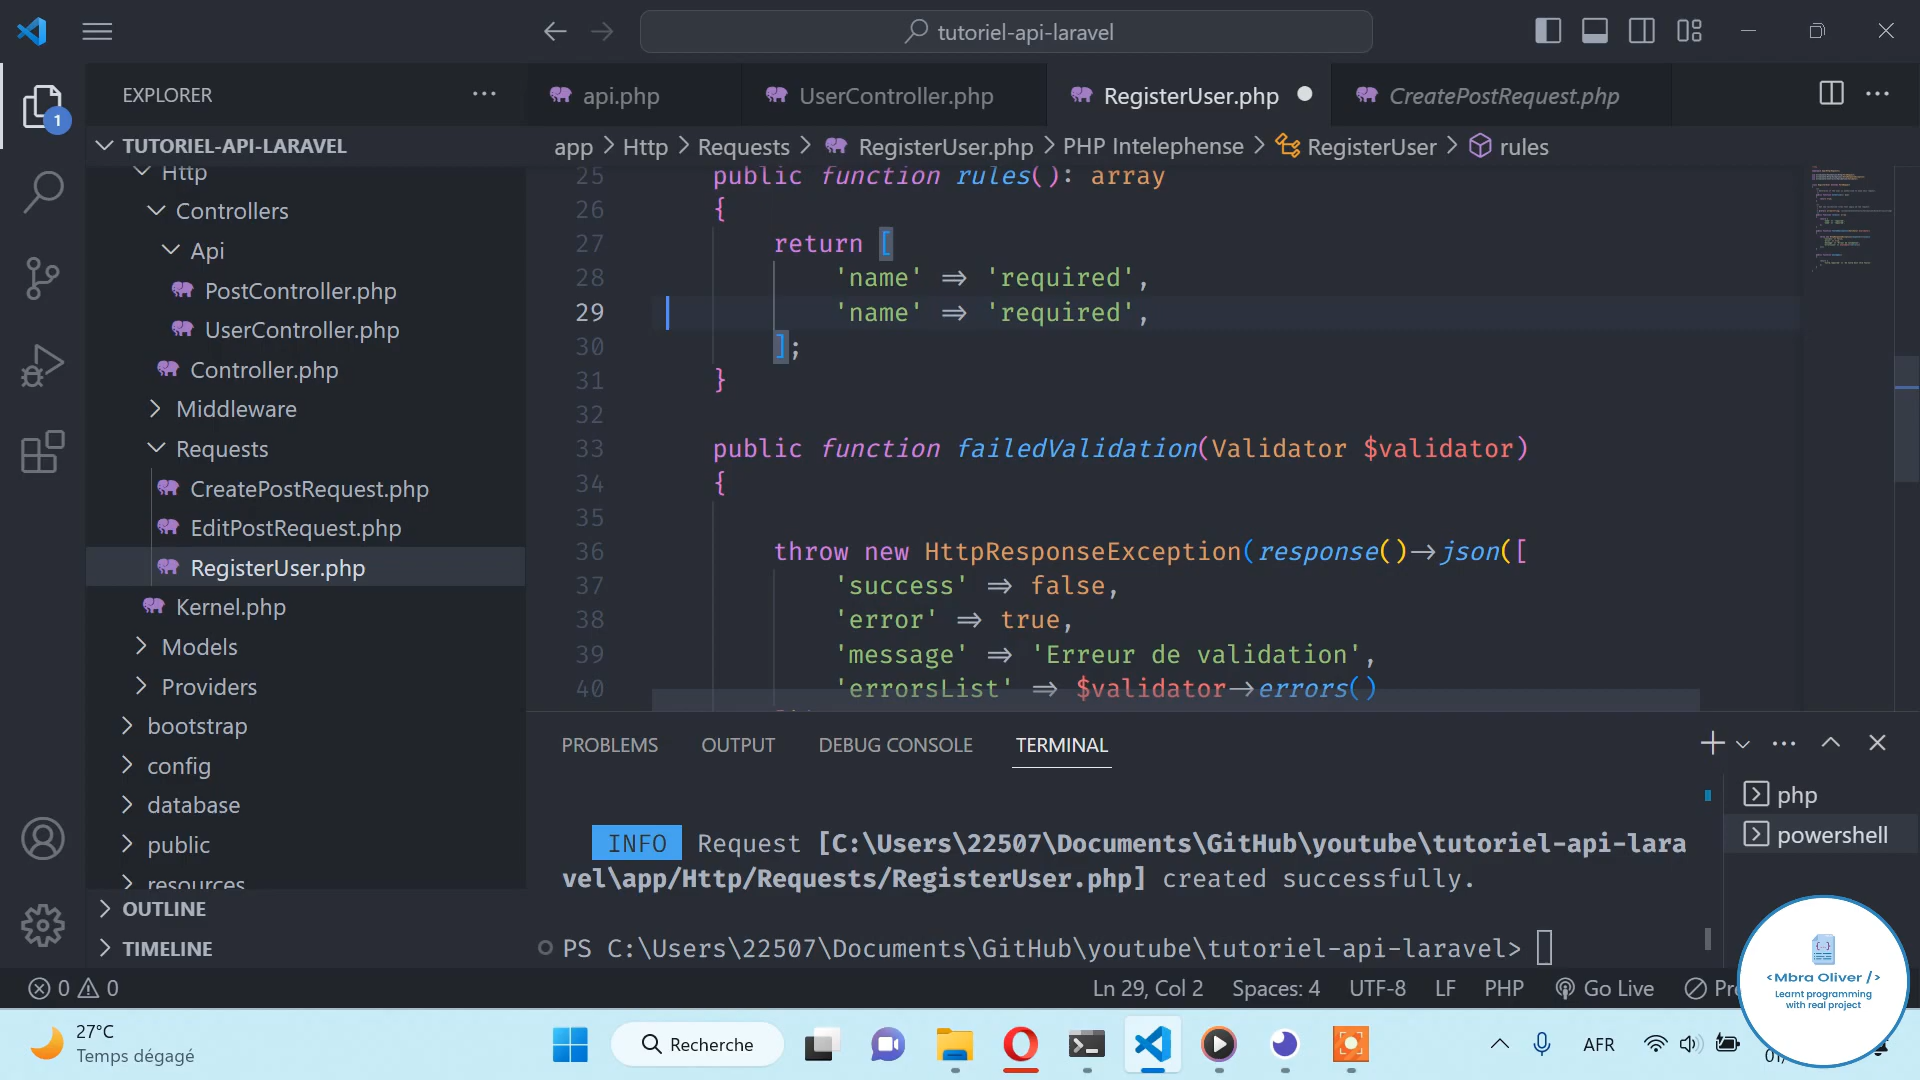 tutoriel-api-laravel
EXPLORER
api.php
UserController.php
RegisterUser.php
CreatePostRequest.php
1
TUTORIEL-API-LARAVEL
app > Http > Requests > RegisterUser.php > PHP Intelephense > RegisterUser > rules
Http
Controllers
Api
PostController.php
UserController.php
Controller.php
Middleware
Requests
CreatePostRequest.php
EditPostRequest.php
RegisterUser.php
Kernel.php
Models
Providers
bootstrap
config
database
public
resources
OUTLINE
TIMELINE
25 public function rules(): array
26 {
27 return [
28 'name' => 'required',
29 'name' => 'required',
30 ];
31 }
32
33 public function failedValidation(Validator $validator)
34 {
35
36 throw new HttpResponseException(response()->json([
37 'success' => false,
38 'error' => true,
39 'message' => 'Erreur de validation',
40 'errorsList' => $validator->errors()
PROBLEMS OUTPUT DEBUG CONSOLE TERMINAL
php
powershell
INFO Request [C:\Users\22507\Documents\GitHub\youtube\tutoriel-api-lara
vel\app/Http/Requests/RegisterUser.php] created successfully.
PS C:\Users\22507\Documents\GitHub\youtube\tutoriel-api-laravel>
0 0
Ln 29, Col 2 Spaces: 4 UTF-8 LF PHP Go Live
{...}
<Mbra Oliver />
Learnt programming
with real project
27°C
Temps dégagé
Recherche
AFR